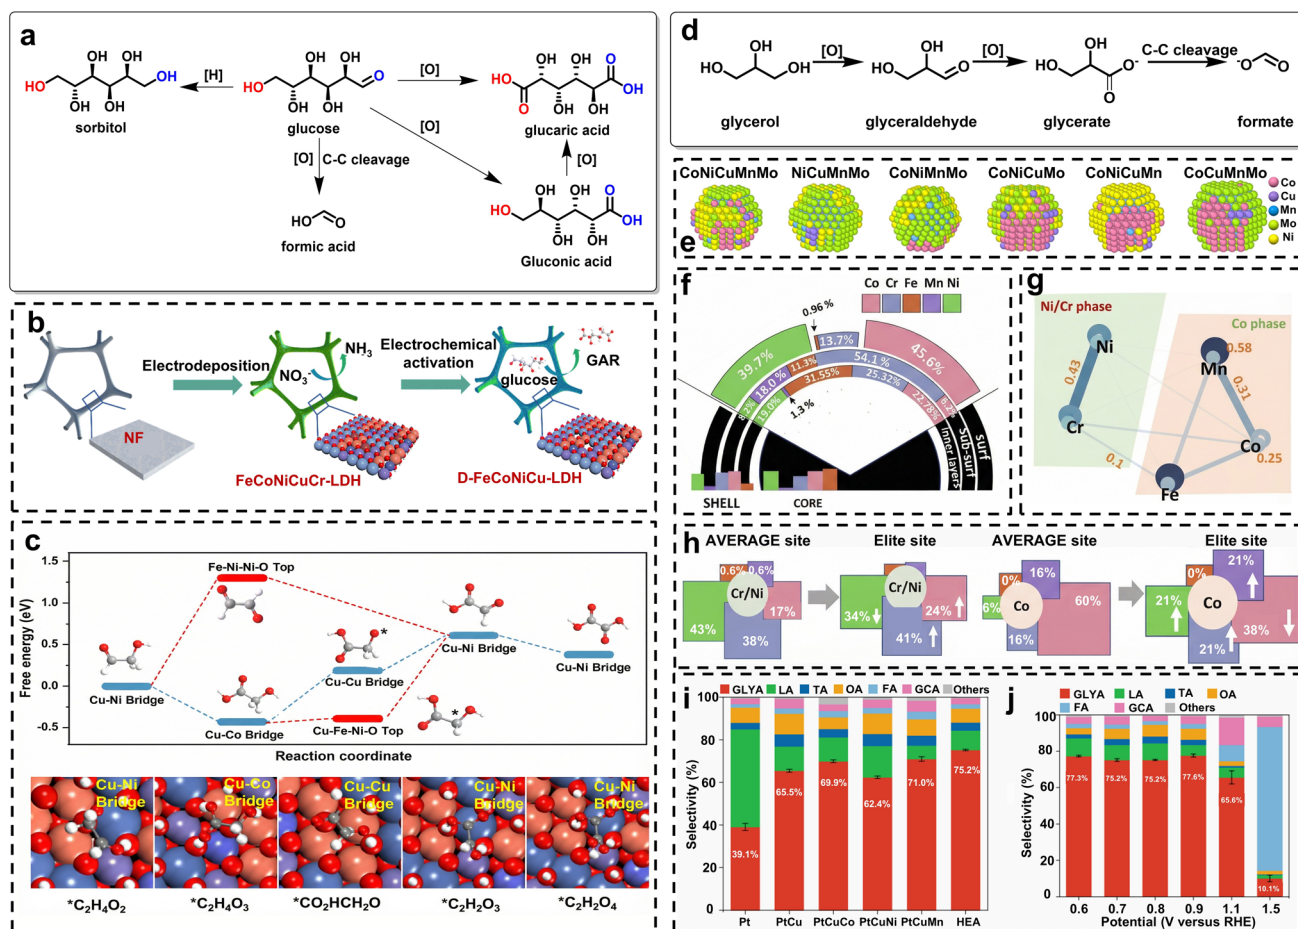 a
OH OH
HO
OH
OH OH
sorbitol
[H]
OH OH
HO
O
OH OH
glucose
[O]
OH O
HO
OH
O OH OH
glucaric acid
[O]
[O]
[O]
C-C cleavage
HO O
formic acid
OH OH O
HO
OH
OH OH
Gluconic acid
b
Electrodeposition
Electrochemical
activation
NH3
NO3-
glucose
GAR
NF
FeCoNiCuCr-LDH
D-FeCoNiCu-LDH
c
Free energy (eV)
1.5
1.0
0.5
0.0
-0.5
Fe-Ni-Ni-O Top
Cu-Ni Bridge
Cu-Co Bridge
Cu-Cu Bridge
*
Cu-Fe-Ni-O Top
*
Cu-Ni Bridge
Cu-Ni Bridge
Reaction coordinate
Cu-Ni
Bridge
Cu-Co
Bridge
Cu-Cu
Bridge
Cu-Ni
Bridge
Cu-Ni
Bridge
*C2H4O2
*C2H4O3
*CO2HCH2O
*C2H2O3
*C2H2O4
d
OH
HO OH
glycerol
[O]
OH
HO O
glyceraldehyde
[O]
OH
HO O-
O
glycerate
C-C cleavage
-O O
formate
e
CoNiCuMnMo NiCuMnMo CoNiMnMo CoNiCuMo CoNiCuMn CoCuMnMo
Co
Cu
Mn
Mo
Ni
f
Co Cr Fe Mn Ni
0.96 %
39.7% 13.7% 45.6%
8.2% 18.0 % 11.3% 54.1 % 8.2%
19.0% 1.3 % 31.55% 25.32% 22.78%
Surf
Sub-surf
Inner layers
SHELL CORE
g
Ni/Cr phase
Co phase
Ni
0.43
Cr
0.1
Fe
Mn
0.58
0.31
Co
0.25
h
AVERAGE site Elite site AVERAGE site Elite site
0.6% 0.6%
Cr/Ni
43% 17%
38%
Cr/Ni
34% 24%
41%
0% 16%
6% Co 60%
16%
0% 21%
21% Co 38%
21%
i
GLYA LA TA OA FA GCA Others
Selectivity (%)
100
80
60
40
20
0
39.1%
65.5%
69.9%
62.4%
71.0%
75.2%
Pt PtCu PtCuCo PtCuNi PtCuMn HEA
j
GLYA LA TA OA
FA GCA Others
Selectivity (%)
100
80
60
40
20
0
77.3%
75.2%
75.2%
77.6%
65.6%
10.1%
0.6 0.7 0.8 0.9 1.1 1.5
Potential (V versus RHE)